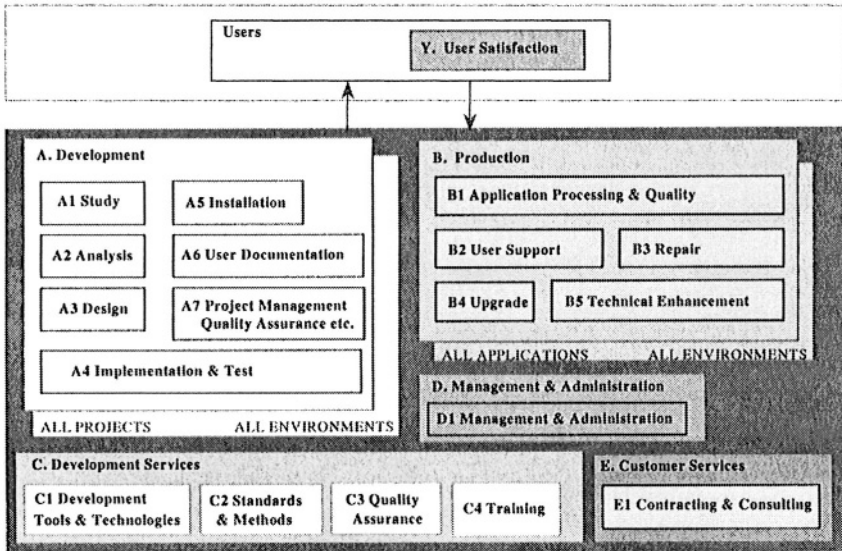 Users
Y. User Satisfaction
A. Development
A1 Study
A5 Installation
A2 Analysis
A6 User Documentation
A3 Design
A7 Project Management
Quality Assurance etc.
A4 Implementation & Test
ALL PROJECTS ALL ENVIRONMENTS
B. Production
B1 Application Processing & Quality
B2 User Support
B3 Repair
B4 Upgrade
B5 Technical Enhancement
ALL APPLICATIONS ALL ENVIRONMENTS
D. Management & Administration
D1 Management & Administration
C. Development Services
C1 Development
Tools & Technologies
C2 Standards
& Methods
C3 Quality
Assurance
C4 Training
E. Customer Services
E1 Contracting & Consulting